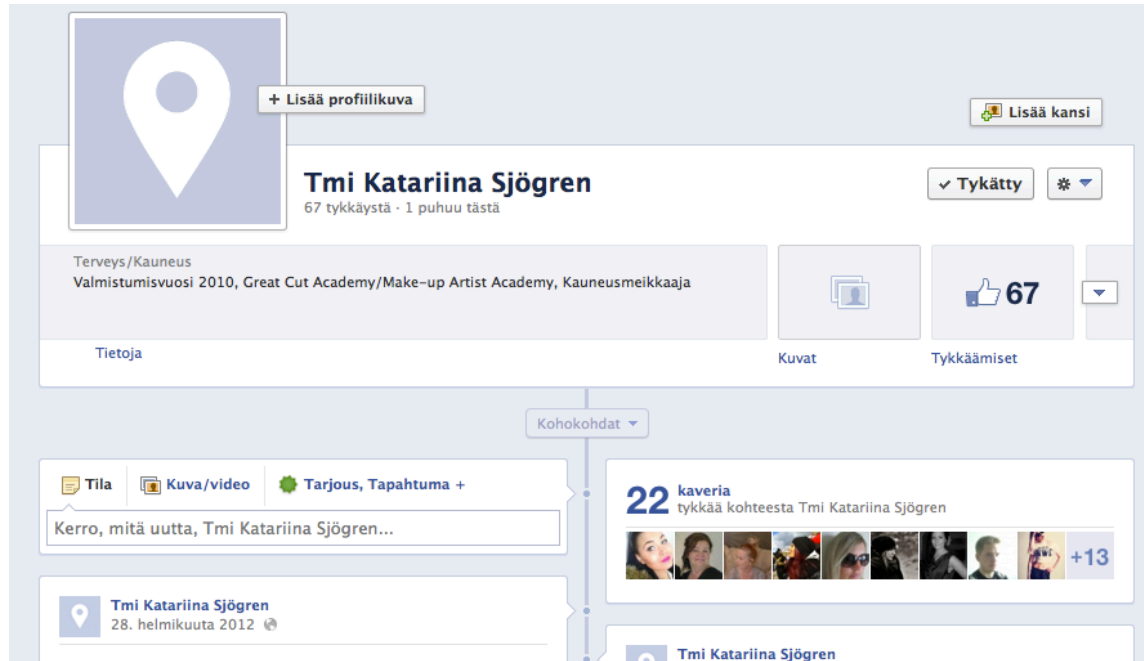 + Lisää profiilikuva
Lisää kansi
Tmi Katariina Sjögren
67 tykkäystä · 1 puhuu tästä
Tykätty
Terveys/Kauneus
Valmistumisvuosi 2010, Great Cut Academy/Make-up Artist Academy, Kauneusmeikkaaja
67
Tietoja
Kuvat
Tykkäämiset
Kohokohdat
Tila
Kuva/video
Tarjous, Tapahtuma +
Kerro, mitä uutta, Tmi Katariina Sjögren...
22 kaveria
tykkää kohteesta Tmi Katariina Sjögren
+13
Tmi Katariina Sjögren
28. helmikuuta 2012
Tmi Katariina Sjögren